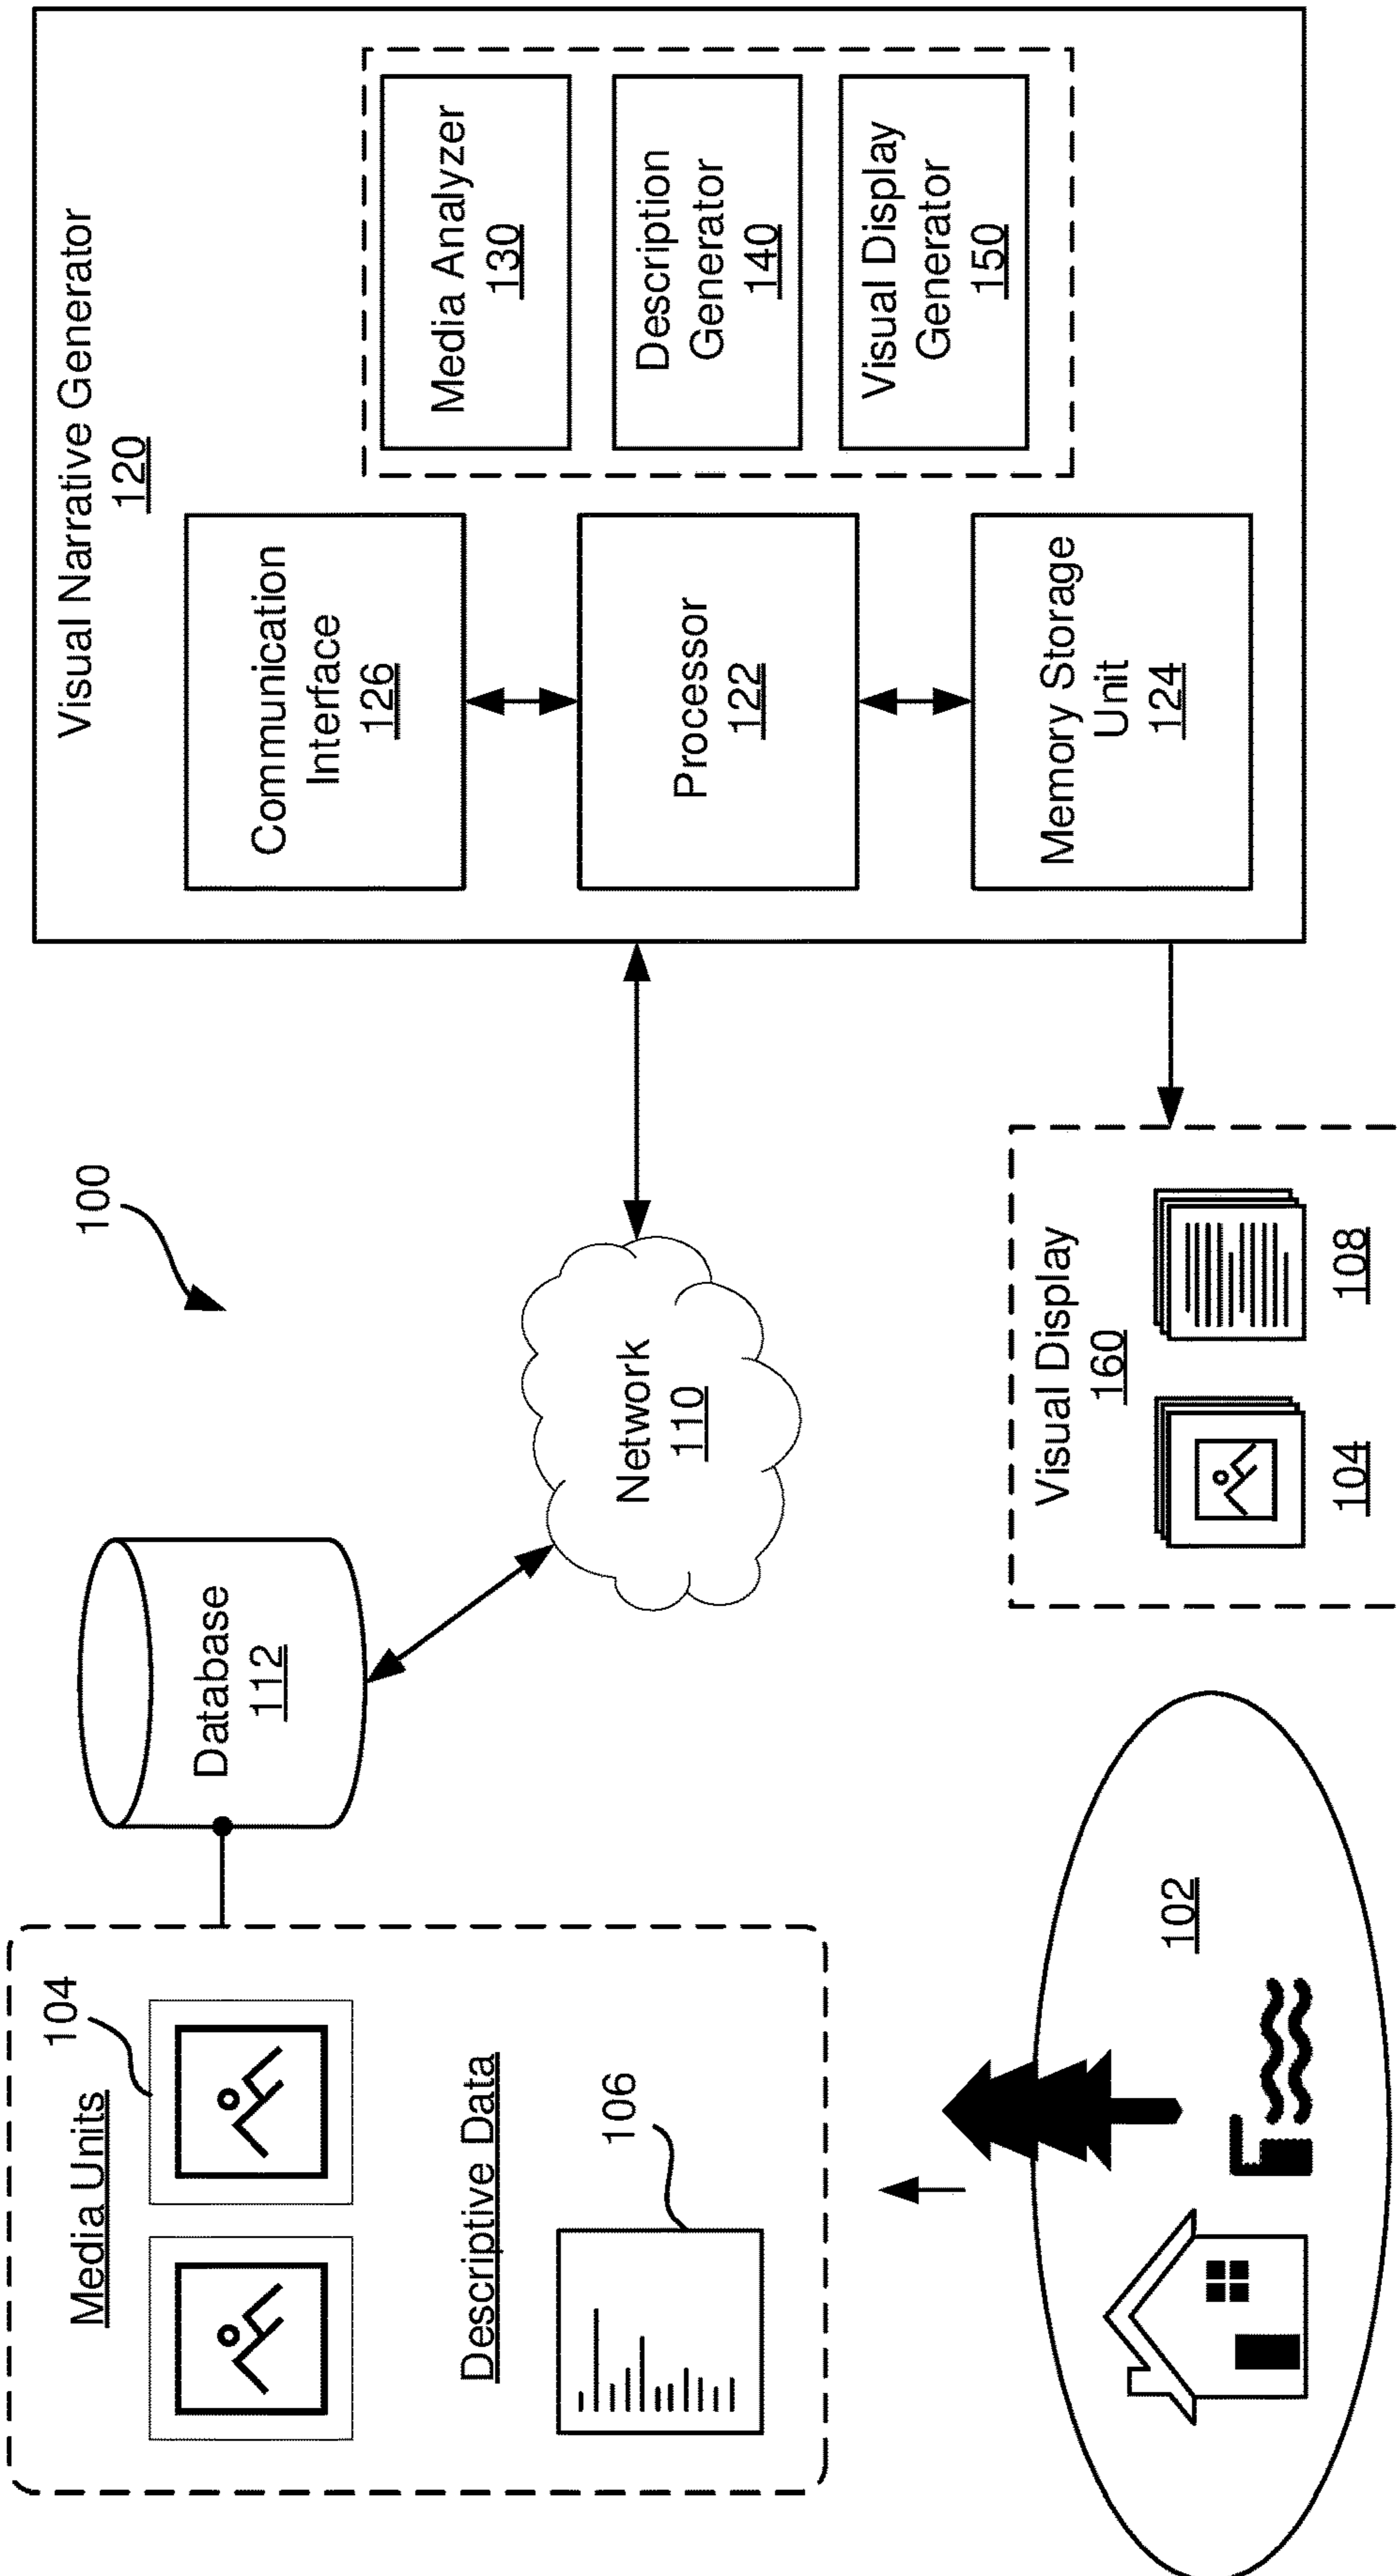 100
Media Units
104
Descriptive Data
106
102
Database
112
Network
110
Visual Display
160
104
108
Visual Narrative Generator
120
Communication
Interface
126
Processor
122
Memory Storage
Unit
124
Media Analyzer
130
Description
Generator
140
Visual Display
Generator
150